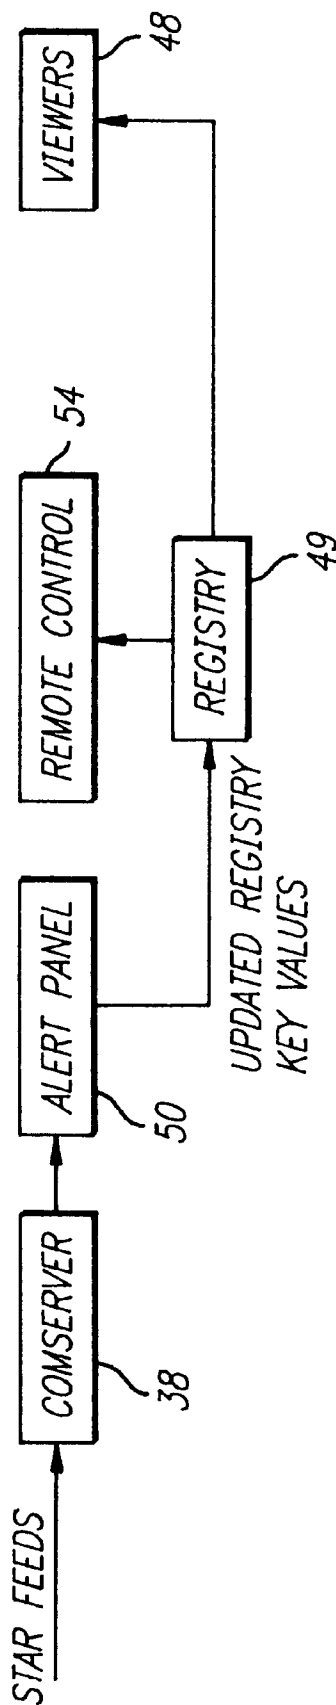 STAR FEEDS
COMSERVER
38
ALERT PANEL
50
UPDATED REGISTRY
KEY VALUES
REMOTE CONTROL
54
REGISTRY
49
VIEWERS
48